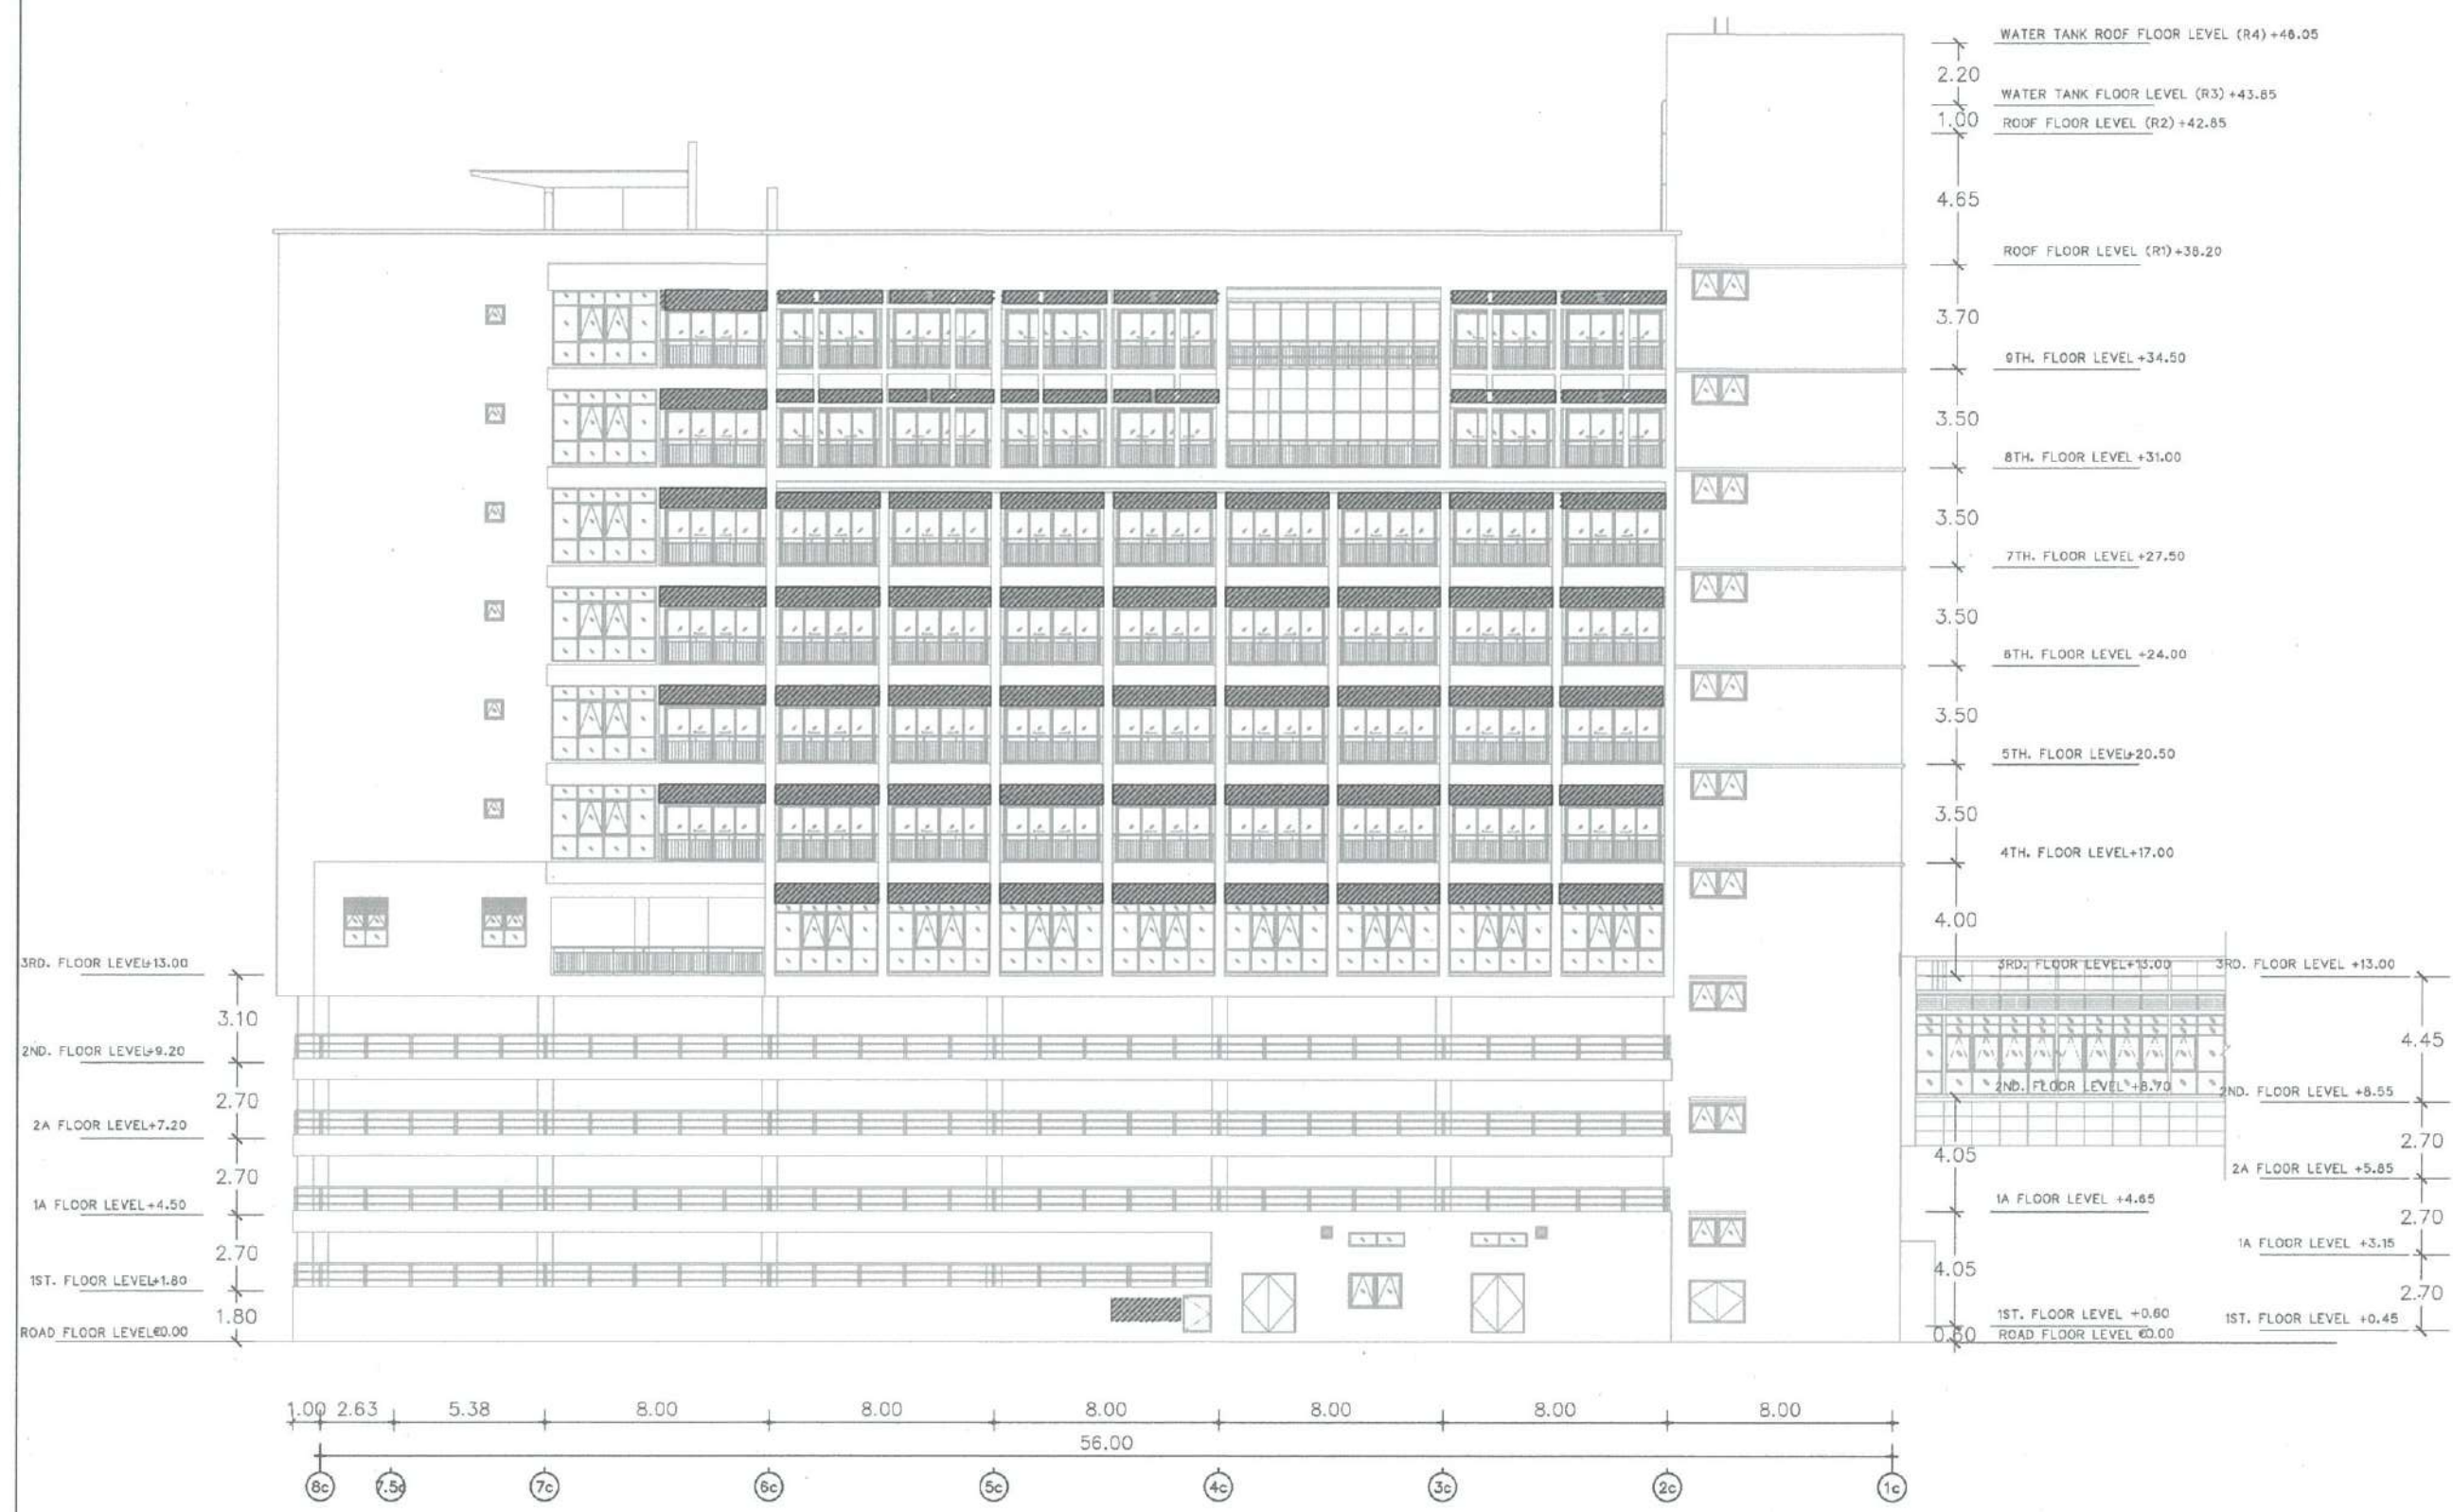 WATER TANK ROOF FLOOR LEVEL (R4) +46.05
2.20
WATER TANK FLOOR LEVEL (R3) +43.85
1.00
ROOF FLOOR LEVEL (R2) +42.85
4.65
ROOF FLOOR LEVEL (R1) +38.20
3.70
9TH. FLOOR LEVEL +34.50
3.50
8TH. FLOOR LEVEL +31.00
3.50
7TH. FLOOR LEVEL +27.50
3.50
6TH. FLOOR LEVEL +24.00
3.50
5TH. FLOOR LEVEL+20.50
3.50
4TH. FLOOR LEVEL+17.00
4.00
3RD. FLOOR LEVEL+13.00
2ND. FLOOR LEVEL +8.70
4.05
1A FLOOR LEVEL +4.65
4.05
1ST. FLOOR LEVEL +0.60
0.60
ROAD FLOOR LEVEL ±0.00
3RD. FLOOR LEVEL +13.00
4.45
2ND. FLOOR LEVEL +8.55
2.70
2A FLOOR LEVEL +5.85
2.70
1A FLOOR LEVEL +3.15
2.70
1ST. FLOOR LEVEL +0.45
3RD. FLOOR LEVEL+13.00
3.10
2ND. FLOOR LEVEL+9.20
2.70
2A FLOOR LEVEL+7.20
2.70
1A FLOOR LEVEL+4.50
2.70
1ST. FLOOR LEVEL+1.80
1.80
ROAD FLOOR LEVEL±0.00
1.00 2.63 5.38 8.00 8.00 8.00 8.00 8.00 8.00
56.00
8c 7.5c 7c 6c 5c 4c 3c 2c 1c